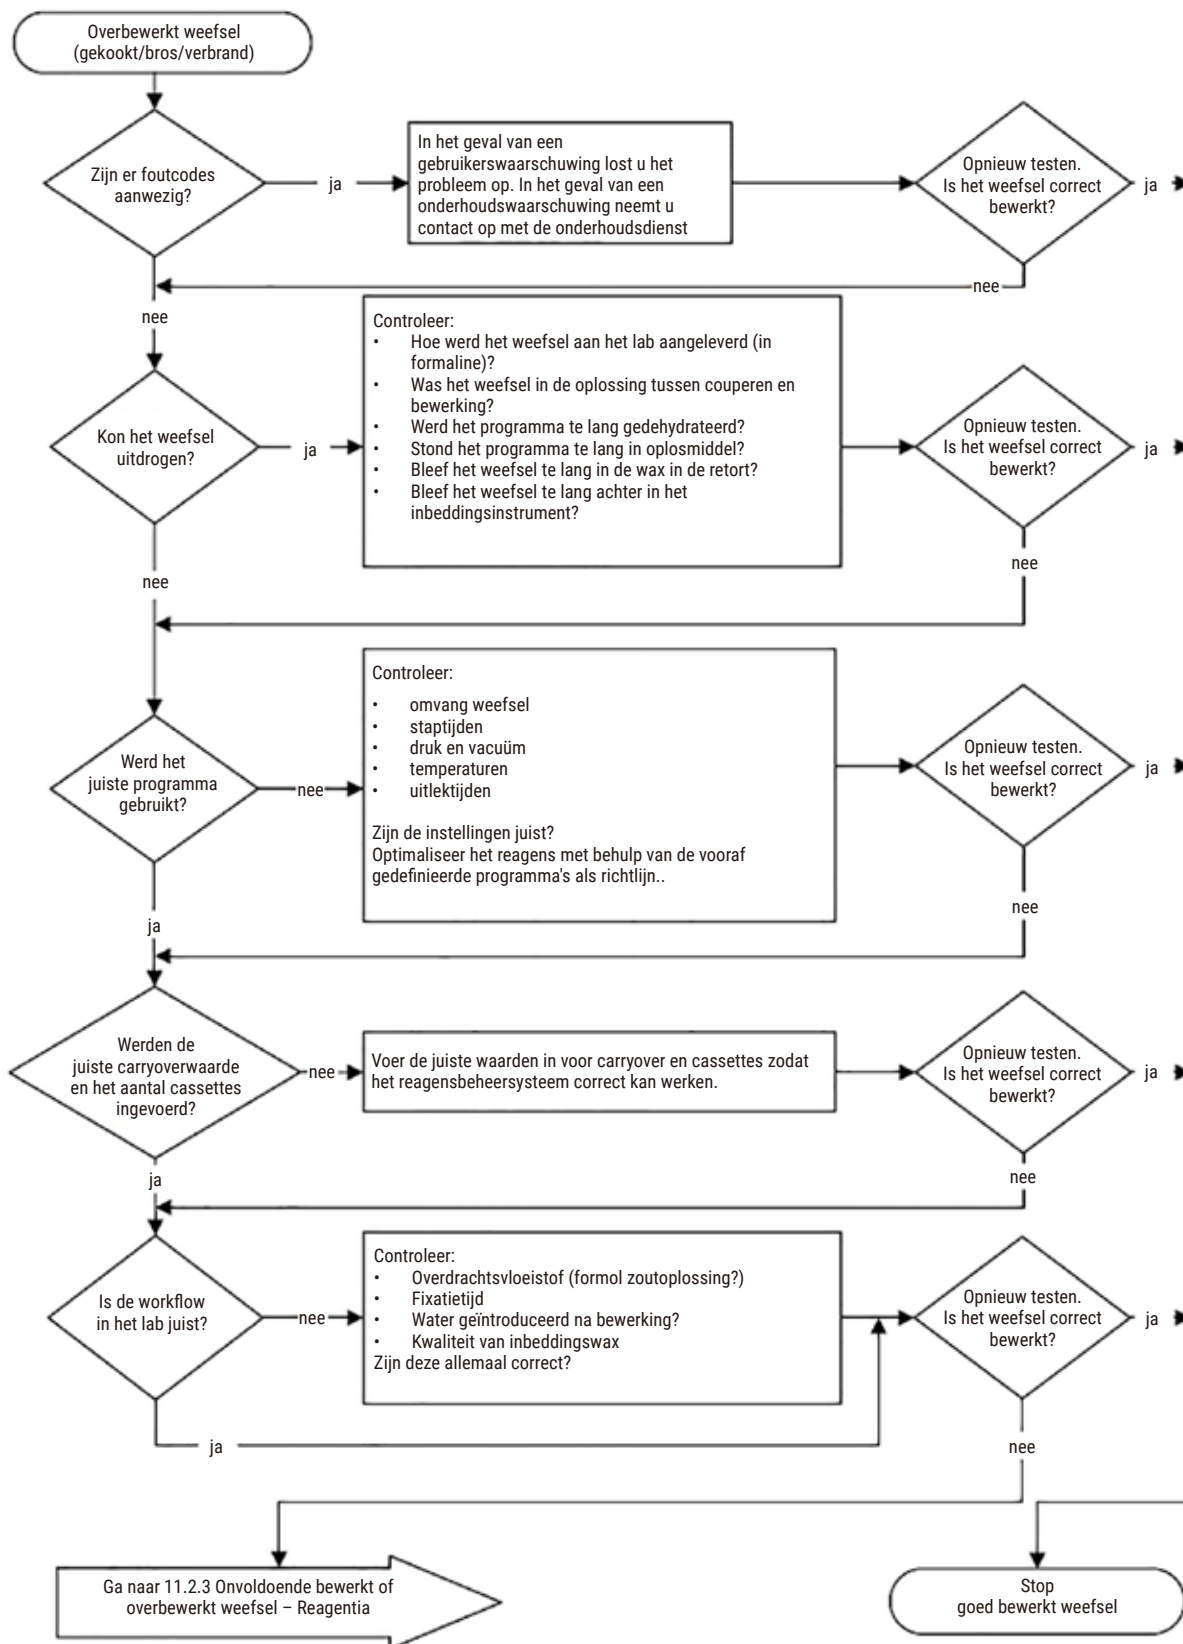 Overbewerkt weefsel
(gekookt/bros/verbrand)
Zijn er foutcodes
aanwezig?
ja
In het geval van een
gebruikerswaarschuwing lost u het
probleem op. In het geval van een
onderhoudswaarschuwing neemt u
contact op met de onderhoudsdienst
Opnieuw testen.
Is het weefsel correct
bewerkt?
ja
nee
nee
Kon het weefsel
uitdrogen?
ja
Controleer:
• Hoe werd het weefsel aan het lab aangeleverd (in
formaline)?
• Was het weefsel in de oplossing tussen couperen en
bewerking?
• Werd het programma te lang gedehydrateerd?
• Stond het programma te lang in oplosmiddel?
• Bleef het weefsel te lang in de wax in de retort?
• Bleef het weefsel te lang achter in het
inbeddingsinstrument?
Opnieuw testen.
Is het weefsel correct
bewerkt?
ja
nee
nee
Werd het
juiste programma
gebruikt?
nee
Controleer:
• omvang weefsel
• staptijden
• druk en vacuüm
• temperaturen
• uitlektijden
Zijn de instellingen juist?
Optimaliseer het reagens met behulp van de vooraf
gedefinieerde programma's als richtlijn..
Opnieuw testen.
Is het weefsel correct
bewerkt?
ja
nee
ja
Werden de
juiste carryoverwaarde
en het aantal cassettes
ingevoerd?
nee
Voer de juiste waarden in voor carryover en cassettes zodat
het reagensbeheersysteem correct kan werken.
Opnieuw testen.
Is het weefsel correct
bewerkt?
ja
nee
ja
Is de workflow
in het lab juist?
nee
Controleer:
• Overdrachtsvloeistof (formol zoutoplossing?)
• Fixatietijd
• Water geïntroduceerd na bewerking?
• Kwaliteit van inbeddingswax
Zijn deze allemaal correct?
Opnieuw testen.
Is het weefsel correct
bewerkt?
ja
ja
nee
Ga naar 11.2.3 Onvoldoende bewerkt of
overbewerkt weefsel – Reagentia
Stop
goed bewerkt weefsel